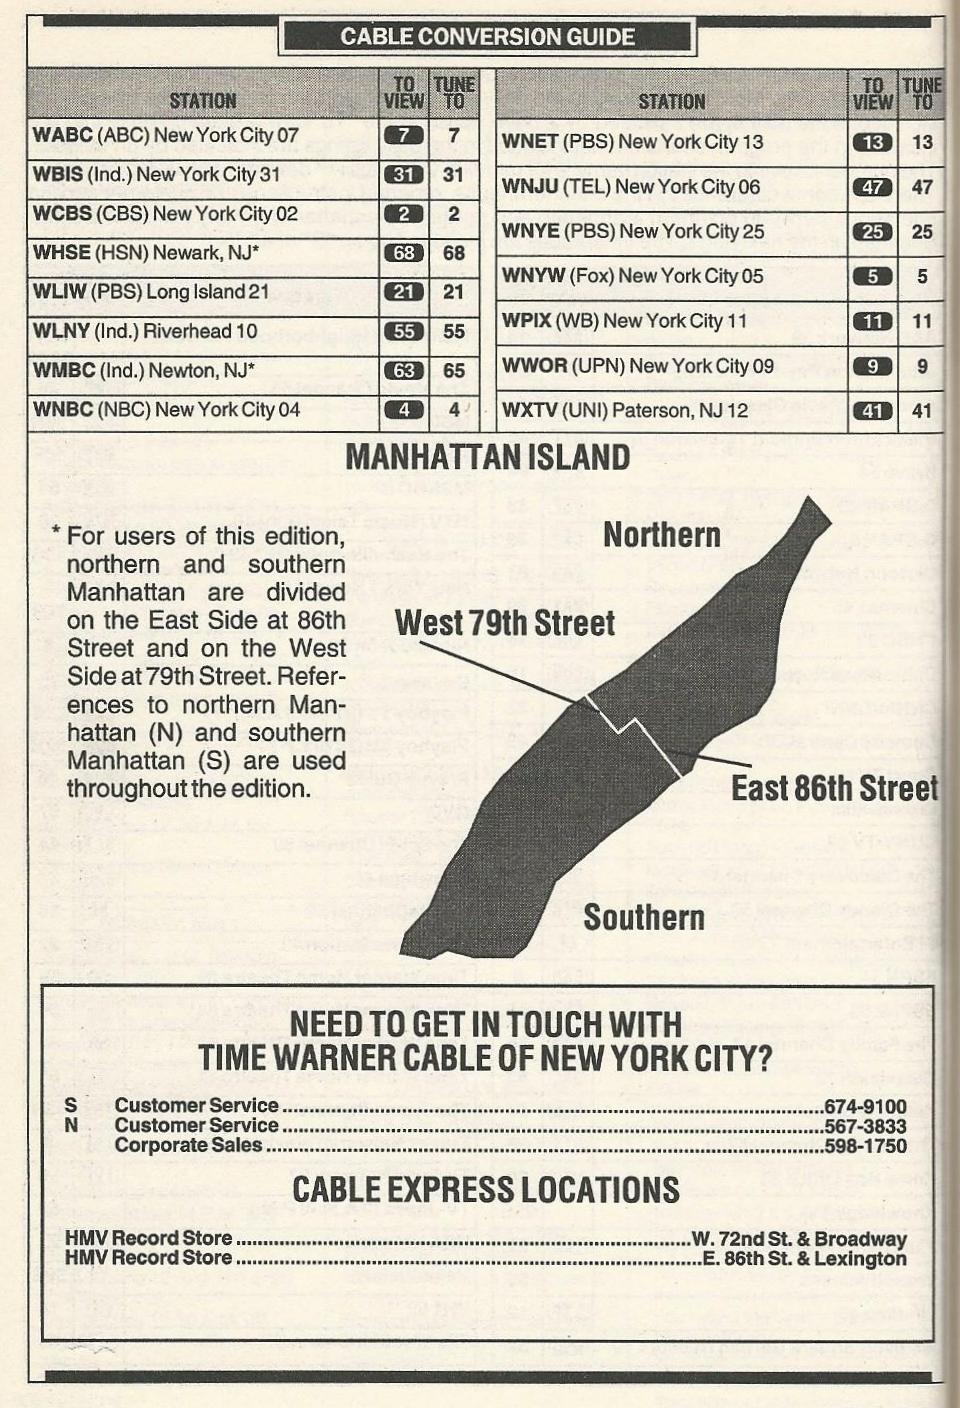 CABLE CONVERSION GUIDE
STATION TO VIEW TUNE TO
WABC (ABC) New York City 07 7 7
WBIS (Ind.) New York City 31 31 31
WCBS (CBS) New York City 02 2 2
WHSE (HSN) Newark, NJ* 68 68
WLIW (PBS) Long Island 21 21 21
WLNY (Ind.) Riverhead 10 55 55
WMBC (Ind.) Newton, NJ* 63 65
WNBC (NBC) New York City 04 4 4
STATION TO VIEW TUNE TO
WNET (PBS) New York City 13 13 13
WNJU (TEL) New York City 06 47 47
WNYE (PBS) New York City 25 25 25
WNYW (Fox) New York City 05 5 5
WPIX (WB) New York City 11 11 11
WWOR (UPN) New York City 09 9 9
WXTV (UNI) Paterson, NJ 12 41 41
MANHATTAN ISLAND
* For users of this edition,
northern and southern
Manhattan are divided
on the East Side at 86th
Street and on the West
Side at 79th Street. Refer-
ences to northern Man-
hattan (N) and southern
Manhattan (S) are used
throughout the edition.
Northern
West 79th Street
East 86th Street
Southern
NEED TO GET IN TOUCH WITH
TIME WARNER CABLE OF NEW YORK CITY?
S Customer Service 674-9100
N Customer Service 567-3833
Corporate Sales 598-1750
CABLE EXPRESS LOCATIONS
HMV Record Store W. 72nd St. & Broadway
HMV Record Store E. 86th St. & Lexington